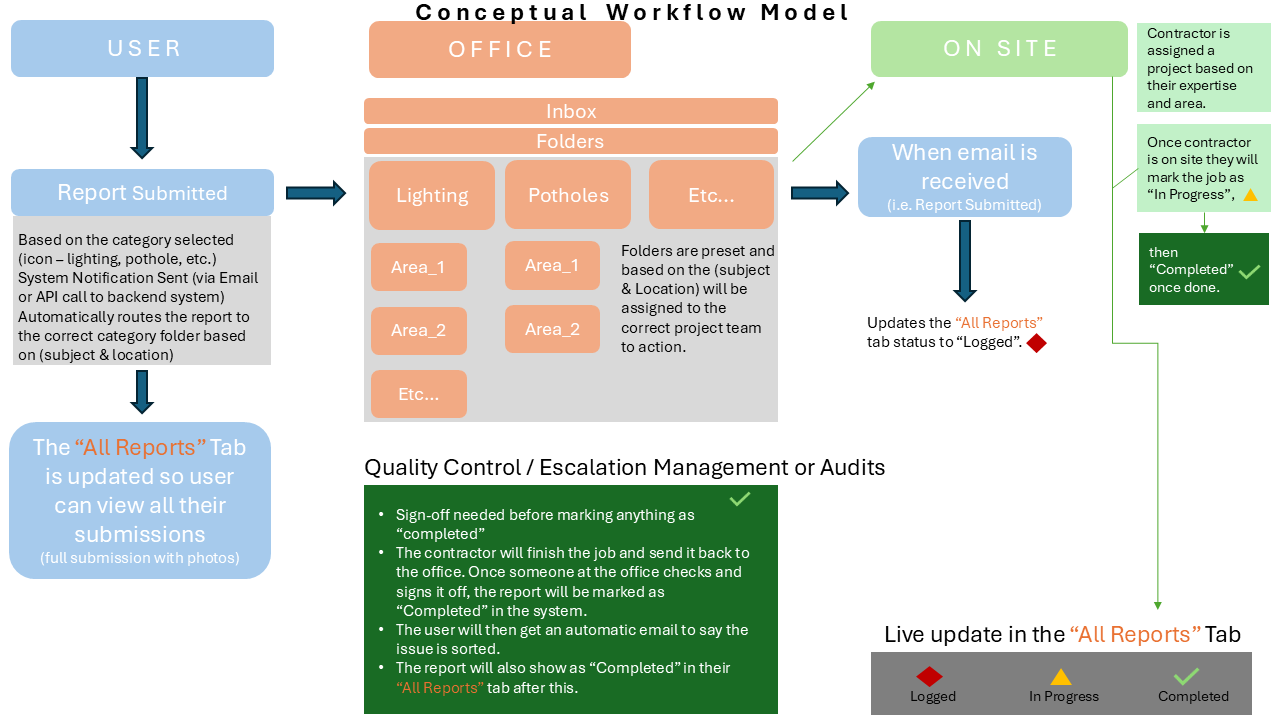 Conceptual Workflow Model
USER
Report Submitted
Based on the category selected
(icon – lighting, pothole, etc.)
System Notification Sent (via Email
or API call to backend system)
Automatically routes the report to
the correct category folder based
on (subject & location)
The “All Reports” Tab
is updated so user
can view all their
submissions
(full submission with photos)
OFFICE
Inbox
Folders
Lighting
Potholes
Etc...
Area_1
Area_2
Etc...
Area_1
Area_2
Folders are preset and
based on the (subject
& Location) will be
assigned to the
correct project team
to action.
Quality Control / Escalation Management or Audits
• Sign-off needed before marking anything as
“completed”
• The contractor will finish the job and send it back to
the office. Once someone at the office checks and
signs it off, the report will be marked as
“Completed” in the system.
• The user will then get an automatic email to say the
issue is sorted.
• The report will also show as “Completed” in their
“All Reports” tab after this.
ON SITE
When email is
received
(i.e. Report Submitted)
Updates the “All Reports”
tab status to “Logged”.
Contractor is
assigned a
project based on
their expertise
and area.
Once contractor
is on site they will
mark the job as
“In Progress”,
then
“Completed”
once done.
Live update in the “All Reports” Tab
Logged
In Progress
Completed